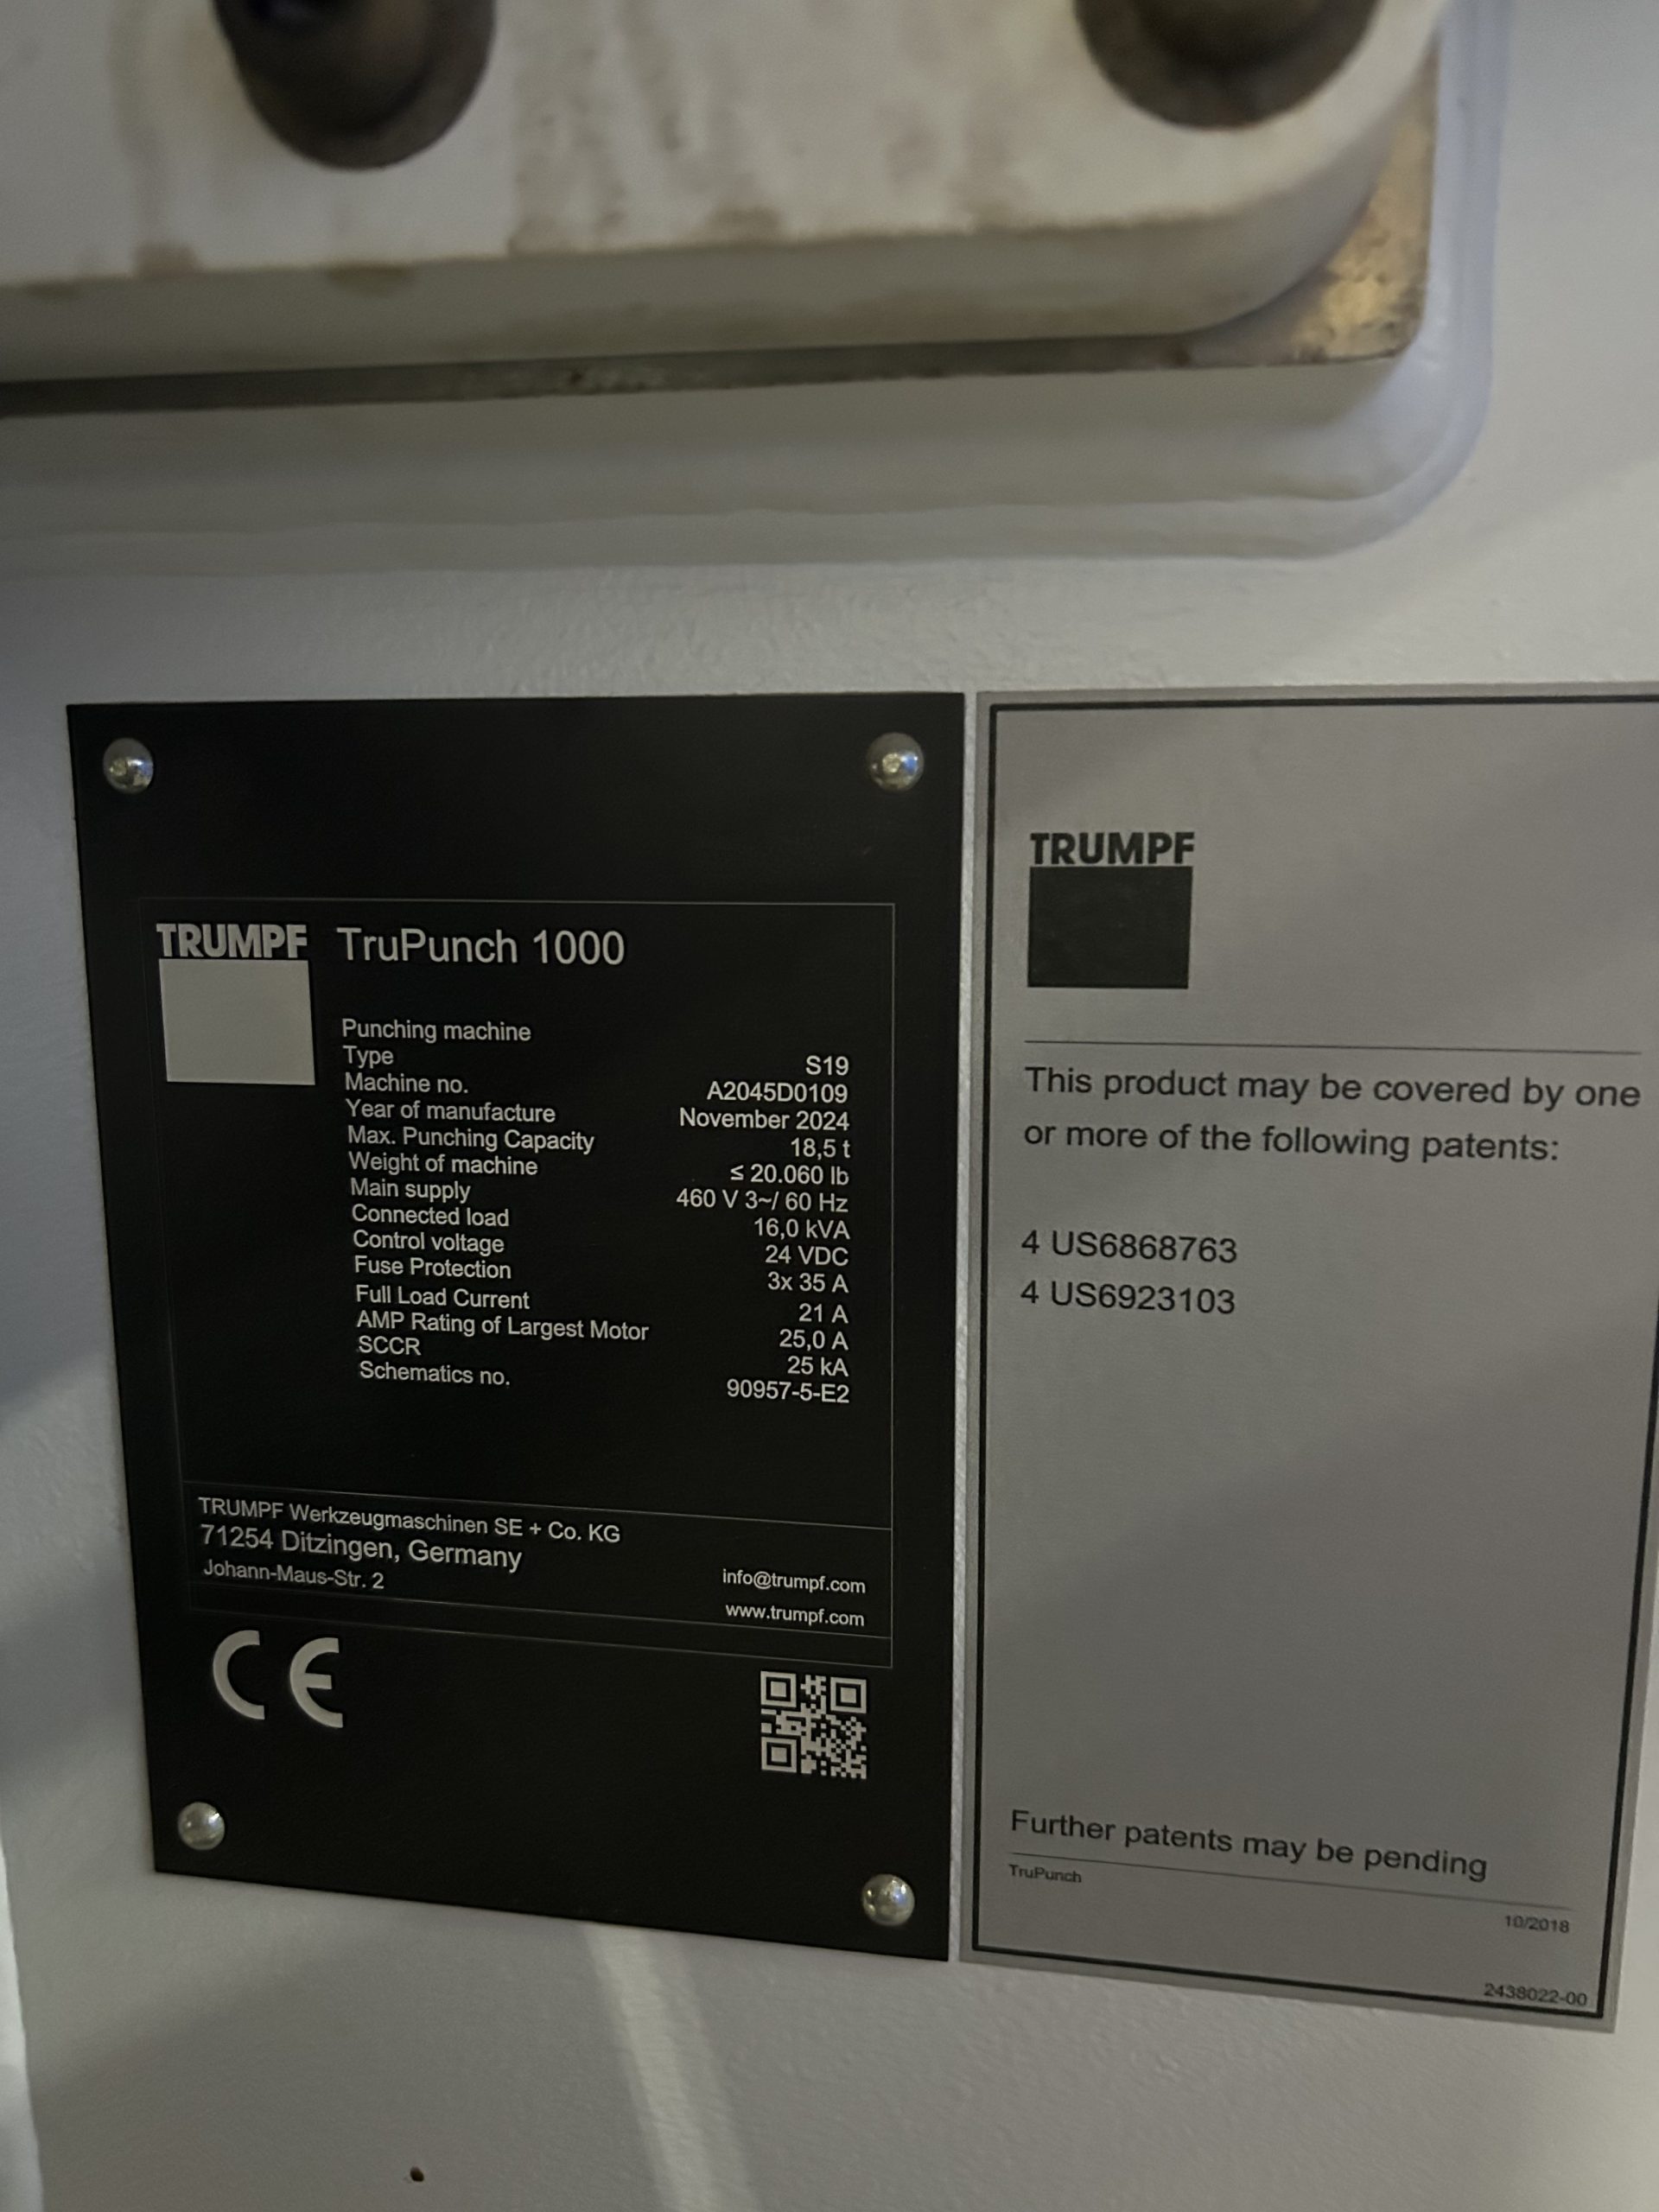 TRUMPF TruPunch 1000
Punching machine
Type S19
Machine no. A2045D0109
Year of manufacture November 2024
Max. Punching Capacity 18,5 t
Weight of machine ≤ 20.060 lb
Main supply 460 V 3~/ 60 Hz
Connected load 16,0 kVA
Control voltage 24 VDC
Fuse Protection 3x 35 A
Full Load Current 21 A
AMP Rating of Largest Motor 25,0 A
SCCR 25 kA
Schematics no. 90957-5-E2
TRUMPF Werkzeugmaschinen SE + Co. KG
71254 Ditzingen, Germany
Johann-Maus-Str. 2
info@trumpf.com
www.trumpf.com
CE
TRUMPF
This product may be covered by one
or more of the following patents:
4 US6868763
4 US6923103
Further patents may be pending
TruPunch
10/2018
2438022-00